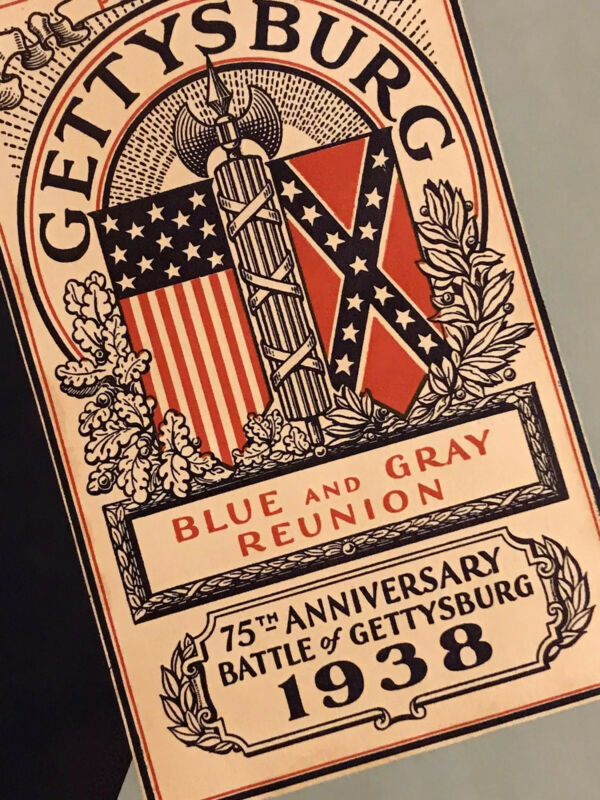 GETTYSBURG
BLUE AND GRAY
REUNION
75TH ANNIVERSARY
BATTLE of GETTYSBURG
1938